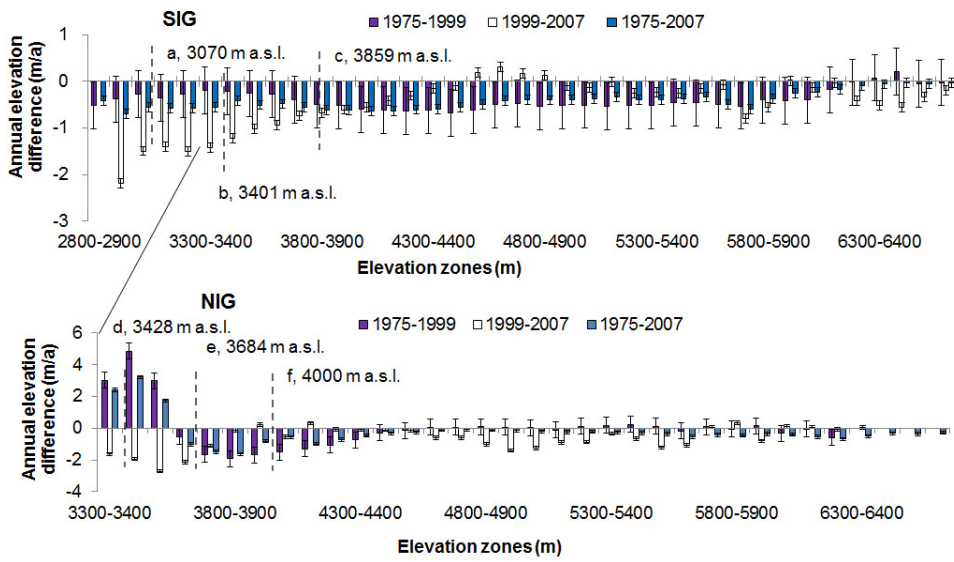 SIG
1975-1999 1999-2007 1975-2007
Annual elevation
difference (m/a)
1
0
-1
-2
-3
a, 3070 m a.s.l.
c, 3859 m a.s.l.
b, 3401 m a.s.l.
2800-2900 3300-3400 3800-3900 4300-4400 4800-4900 5300-5400 5800-5900 6300-6400
Elevation zones (m)
NIG
1975-1999 1999-2007 1975-2007
Annual elevation
difference (m/a)
6
4
2
0
-2
-4
d, 3428 m a.s.l.
e, 3684 m a.s.l.
f, 4000 m a.s.l.
3300-3400 3800-3900 4300-4400 4800-4900 5300-5400 5800-5900 6300-6400
Elevation zones (m)